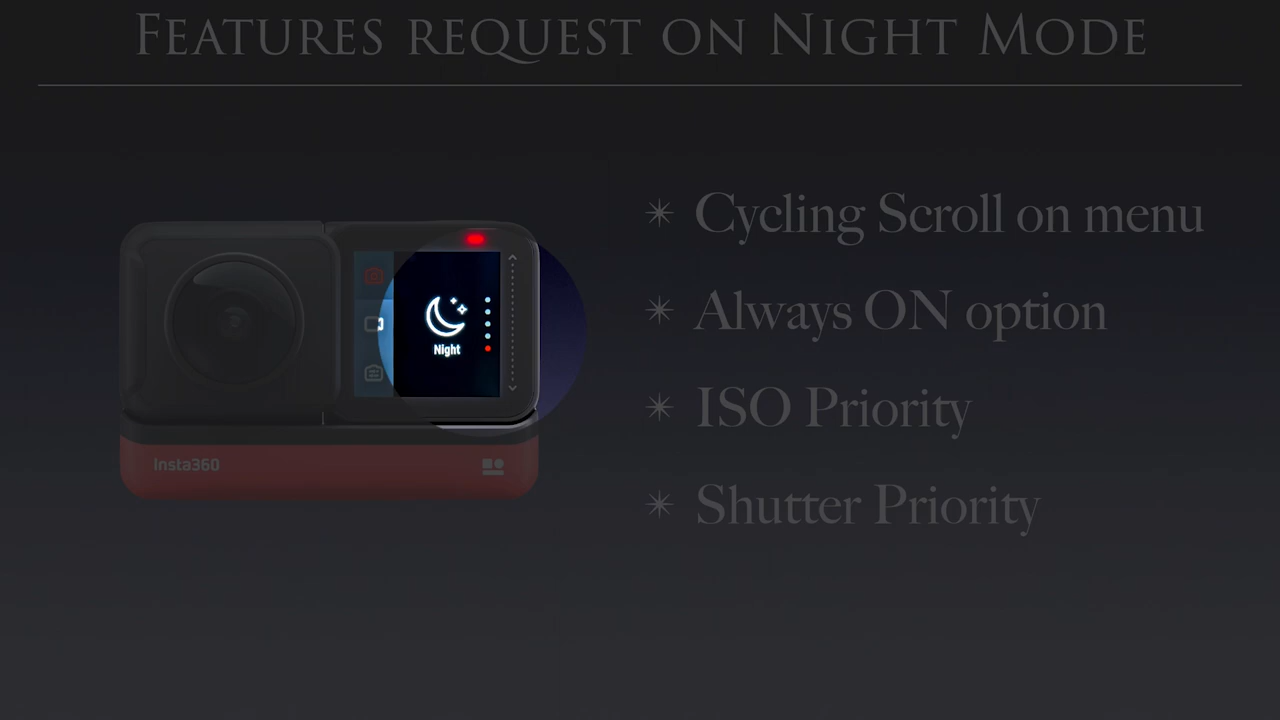 Features request on Night Mode
Cycling Scroll on menu
Always ON option
ISO Priority
Shutter Priority
Night
Insta360